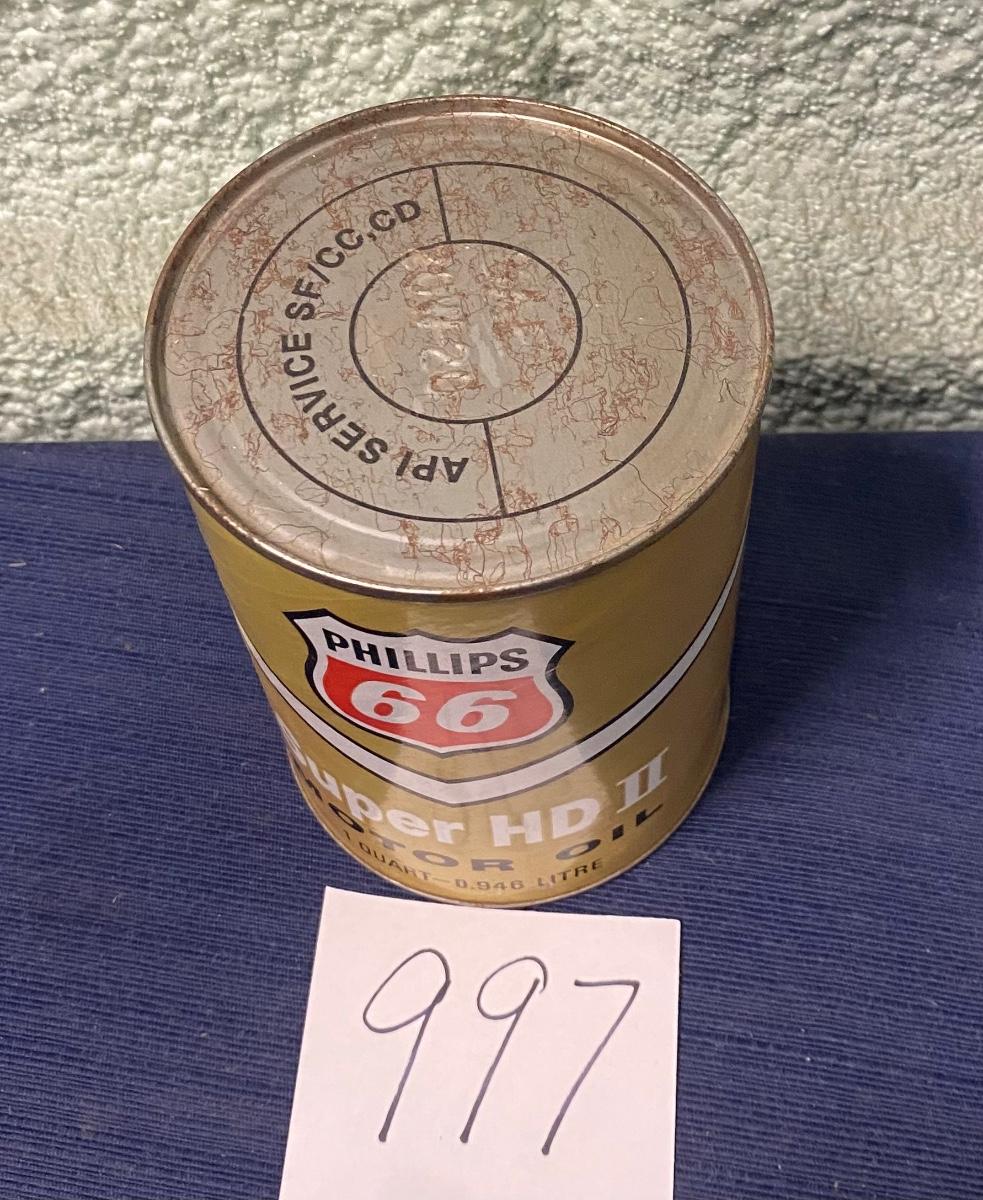 API SERVICE SF/CC,CD
PHILLIPS
66
Super HD II
MOTOR OIL
1 QUART—0.946 LITRE
997